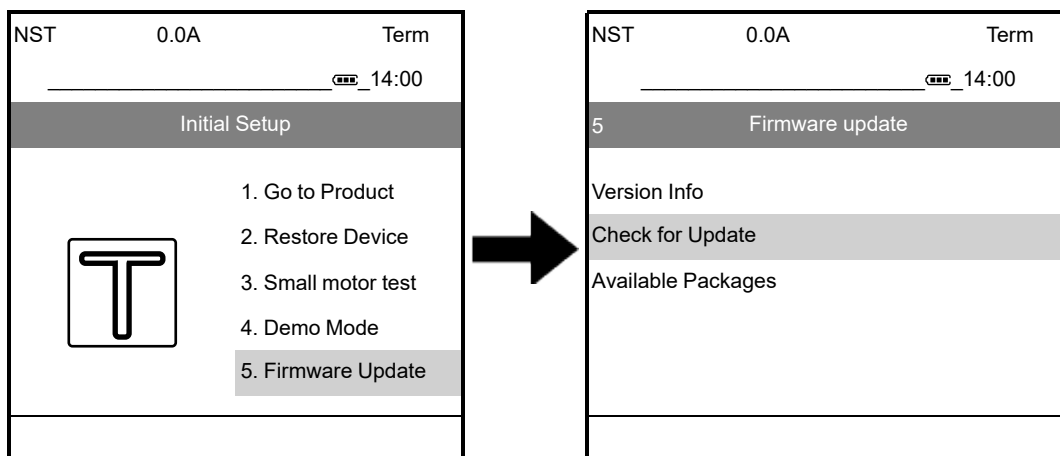 NST 0.0A Term
14:00
Initial Setup
T
1. Go to Product
2. Restore Device
3. Small motor test
4. Demo Mode
5. Firmware Update
NST 0.0A Term
14:00
5 Firmware update
Version Info
Check for Update
Available Packages